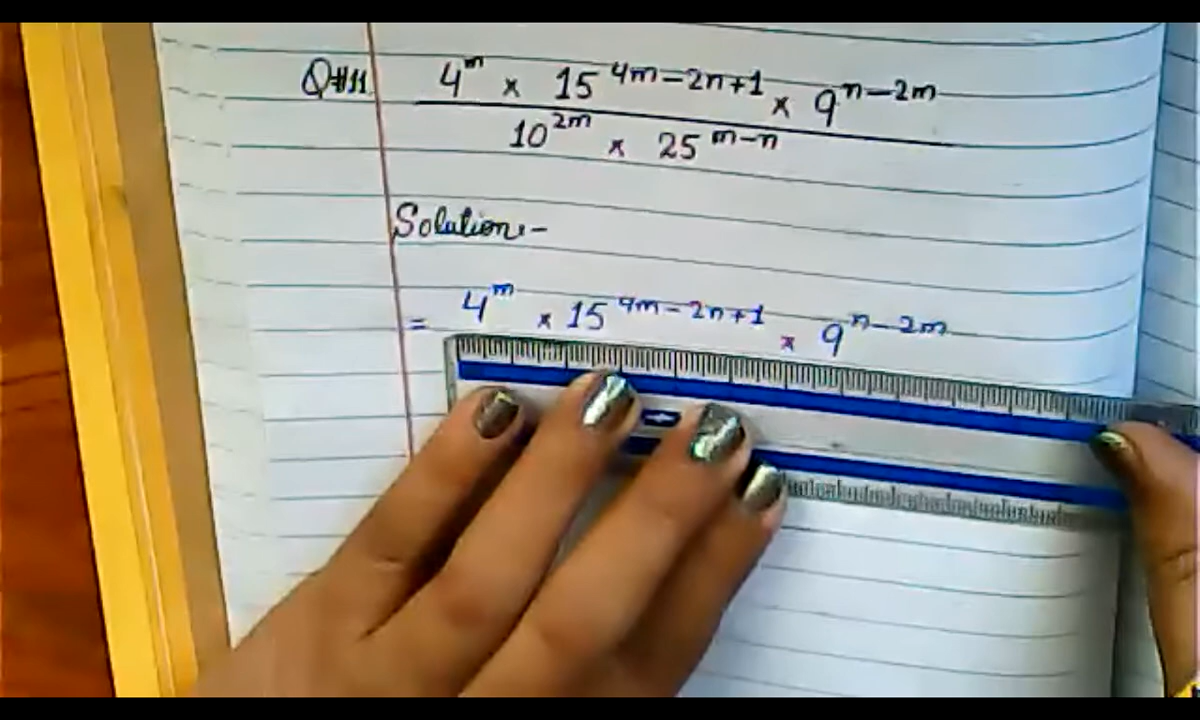 Q#11 4^m × 15^(4m-2n+1) × 9^(n-2m)
10^(2m) × 25^(m-n)
Solution:-
= 4^m × 15^(4m-2n+1) × 9^(n-2m)